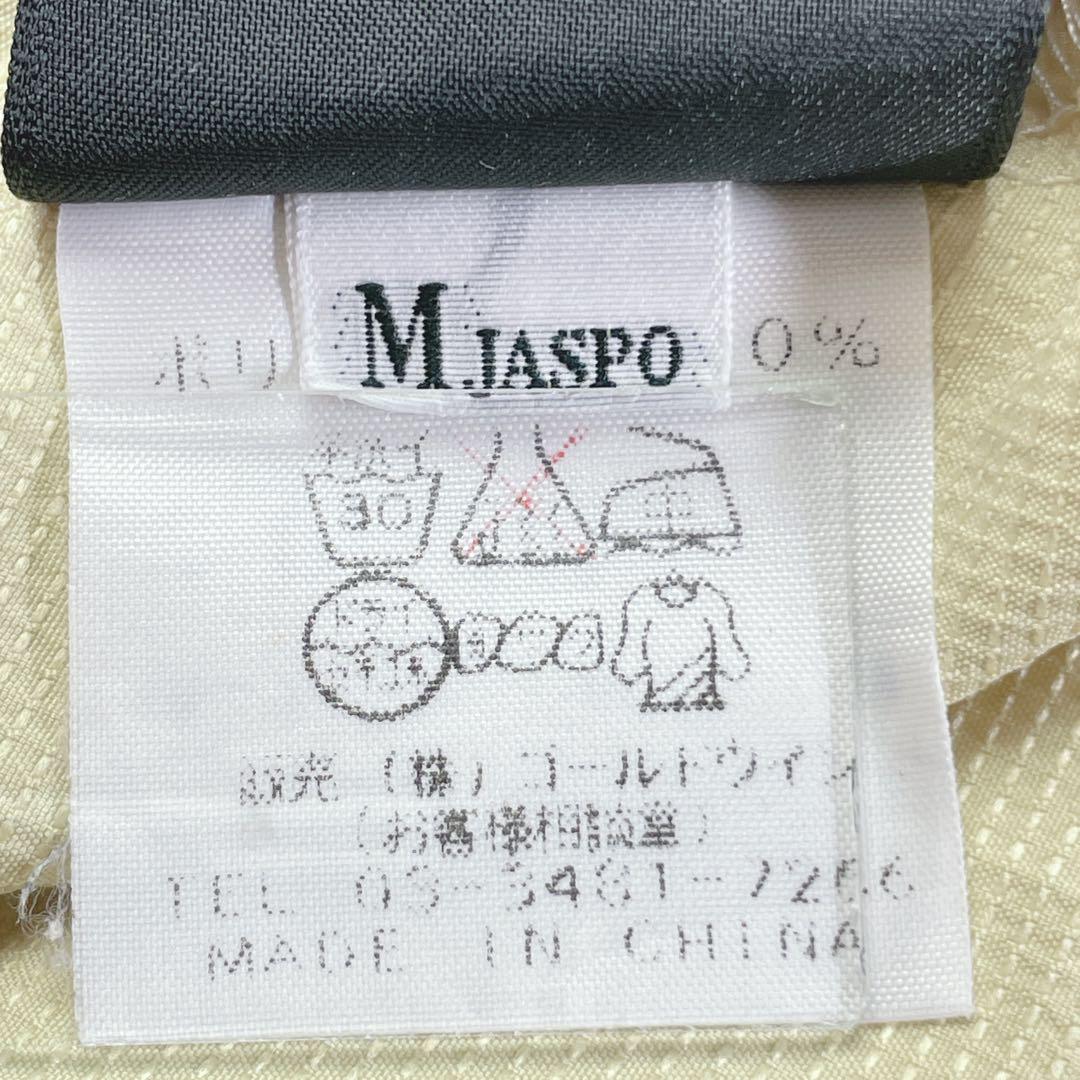 M JASPO
ポリ 0%
手洗イ
30
ドライ
販売 (株)ゴールドウイン
(お客様相談室)
TEL 03-3481-7256
MADE IN CHINA